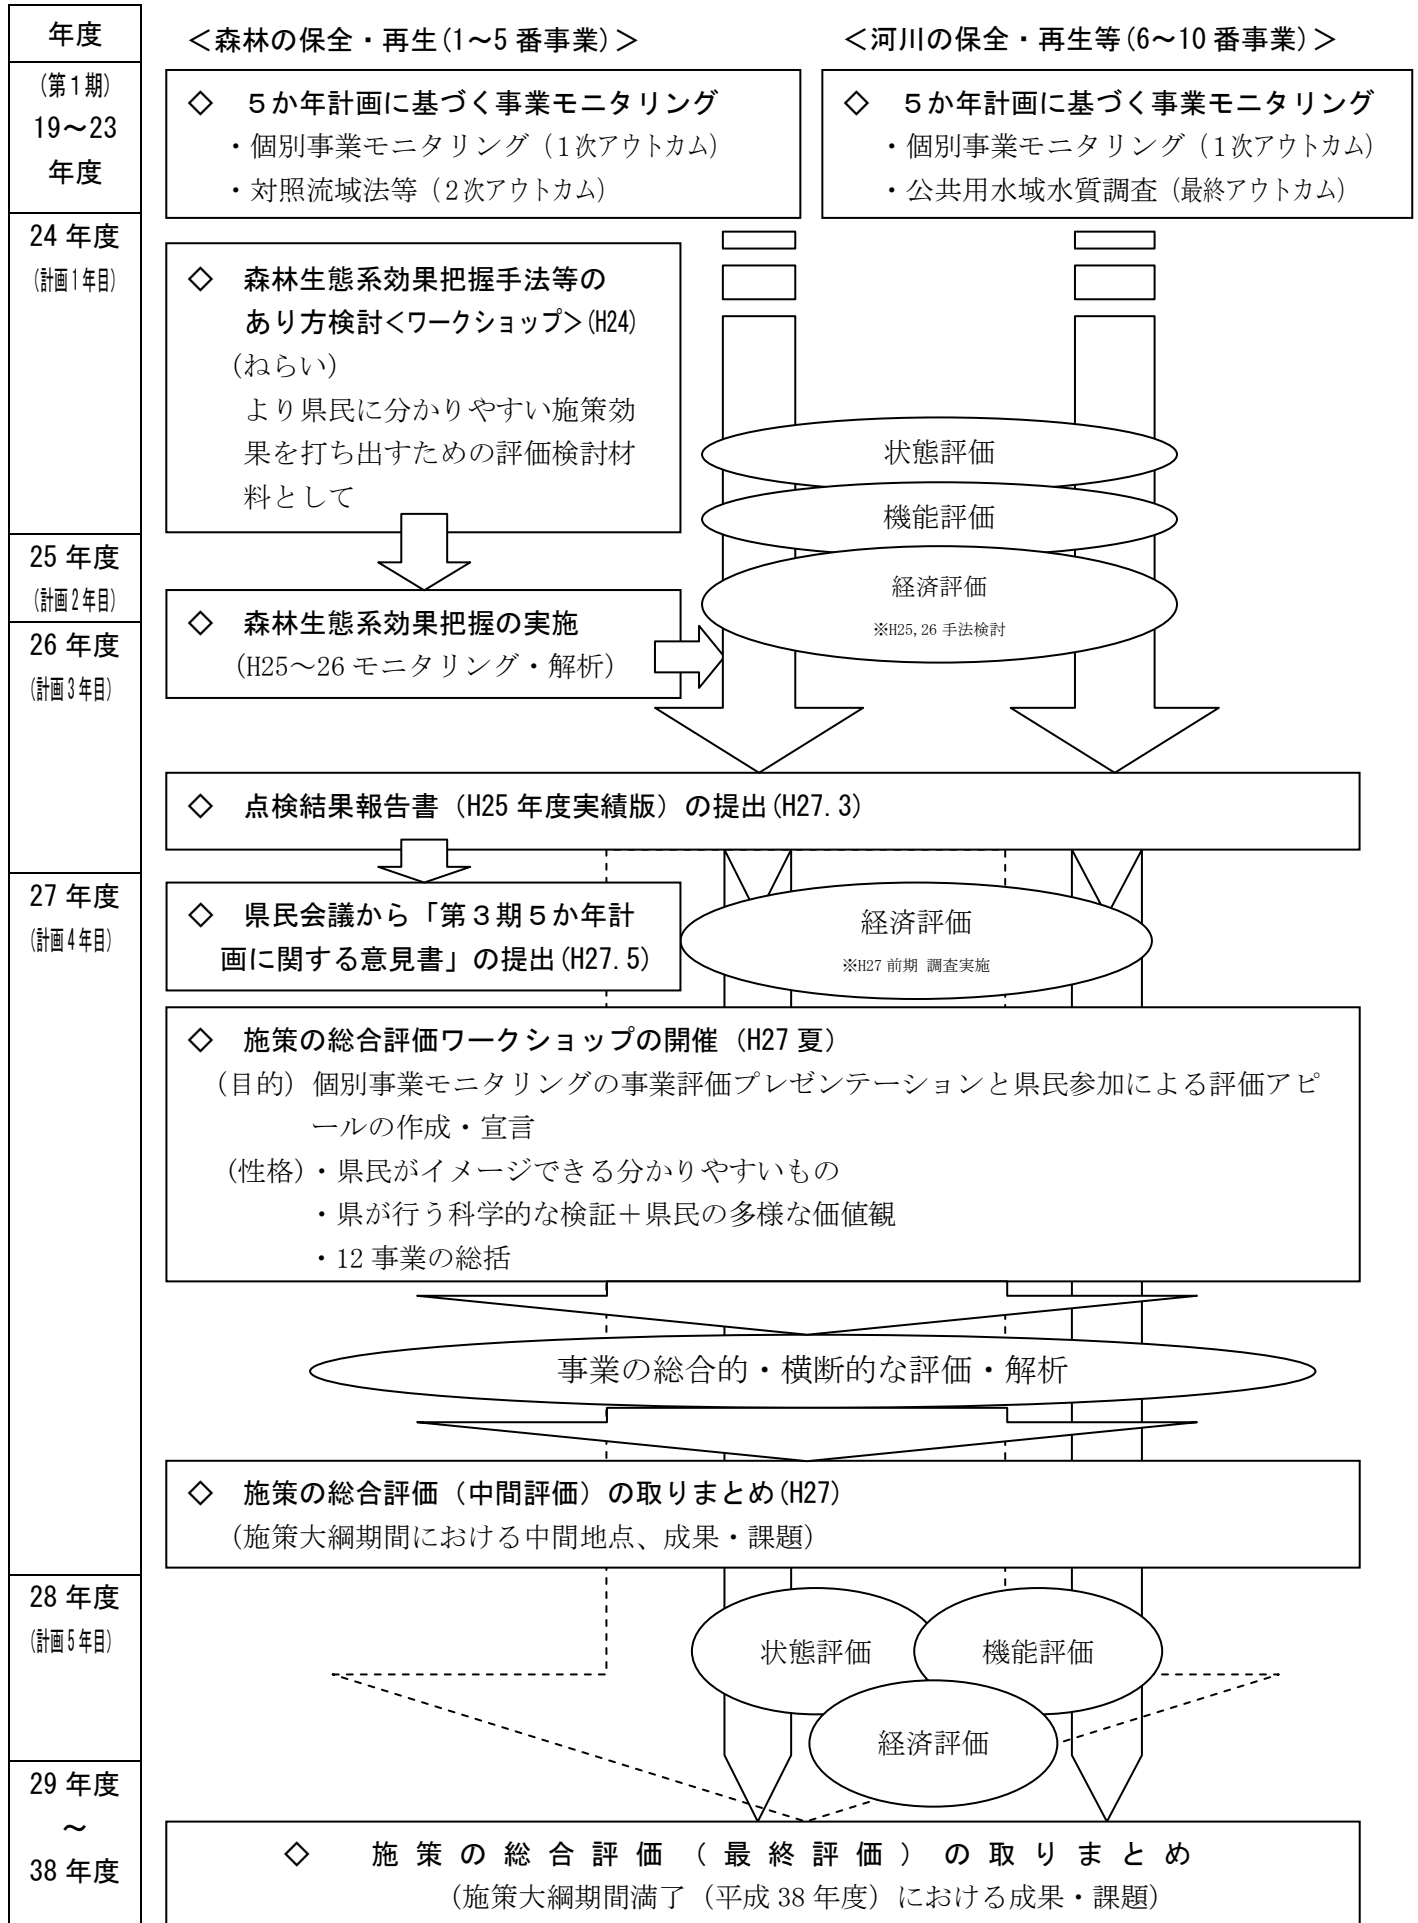 年度
＜森林の保全・再生(1～5番事業)＞
＜河川の保全・再生等(6～10番事業)＞
(第1期)
19～23
年度
◇　５か年計画に基づく事業モニタリング
・個別事業モニタリング（1次アウトカム）
・対照流域法等（2次アウトカム）
◇　５か年計画に基づく事業モニタリング
・個別事業モニタリング（1次アウトカム）
・公共用水域水質調査（最終アウトカム）
24年度
(計画1年目)
◇　森林生態系効果把握手法等の
あり方検討<ワークショップ>(H24)
(ねらい)
より県民に分かりやすい施策効
果を打ち出すための評価検討材
料として
状態評価
機能評価
経済評価
※H25,26 手法検討
25年度
(計画2年目)
◇　森林生態系効果把握の実施
(H25～26 モニタリング・解析)
26年度
(計画3年目)
◇　点検結果報告書（H25 年度実績版）の提出(H27.3)
27年度
(計画4年目)
◇　県民会議から「第３期５か年計
画に関する意見書」の提出(H27.5)
経済評価
※H27 前期 調査実施
◇　施策の総合評価ワークショップの開催（H27 夏）
（目的）個別事業モニタリングの事業評価プレゼンテーションと県民参加による評価アピ
ールの作成・宣言
（性格）・県民がイメージできる分かりやすいもの
・県が行う科学的な検証＋県民の多様な価値観
・12 事業の総括
事業の総合的・横断的な評価・解析
◇　施策の総合評価（中間評価）の取りまとめ(H27)
（施策大綱期間における中間地点、成果・課題）
28年度
(計画5年目)
状態評価
機能評価
経済評価
29年度
～
38年度
◇　施策の総合評価(最終評価)の取りまとめ
（施策大綱期間満了（平成 38 年度）における成果・課題）